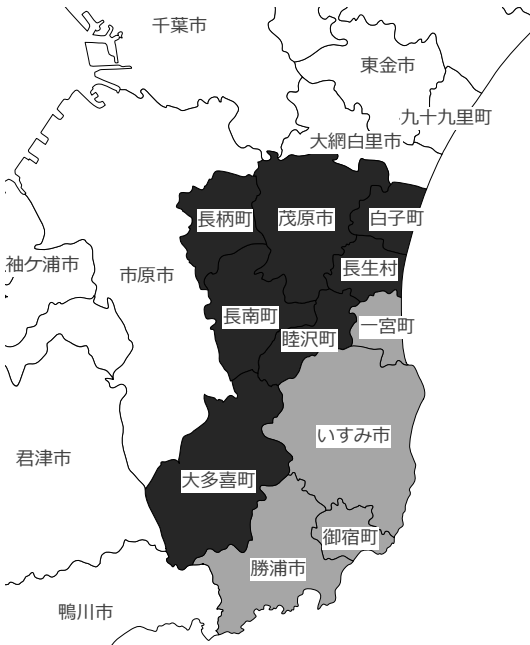 千葉市
東金市
九十九里町
大網白里市
長柄町
茂原市
白子町
袖ケ浦市
市原市
長生村
長南町
一宮町
睦沢町
いすみ市
君津市
大多喜町
御宿町
勝浦市
鴨川市